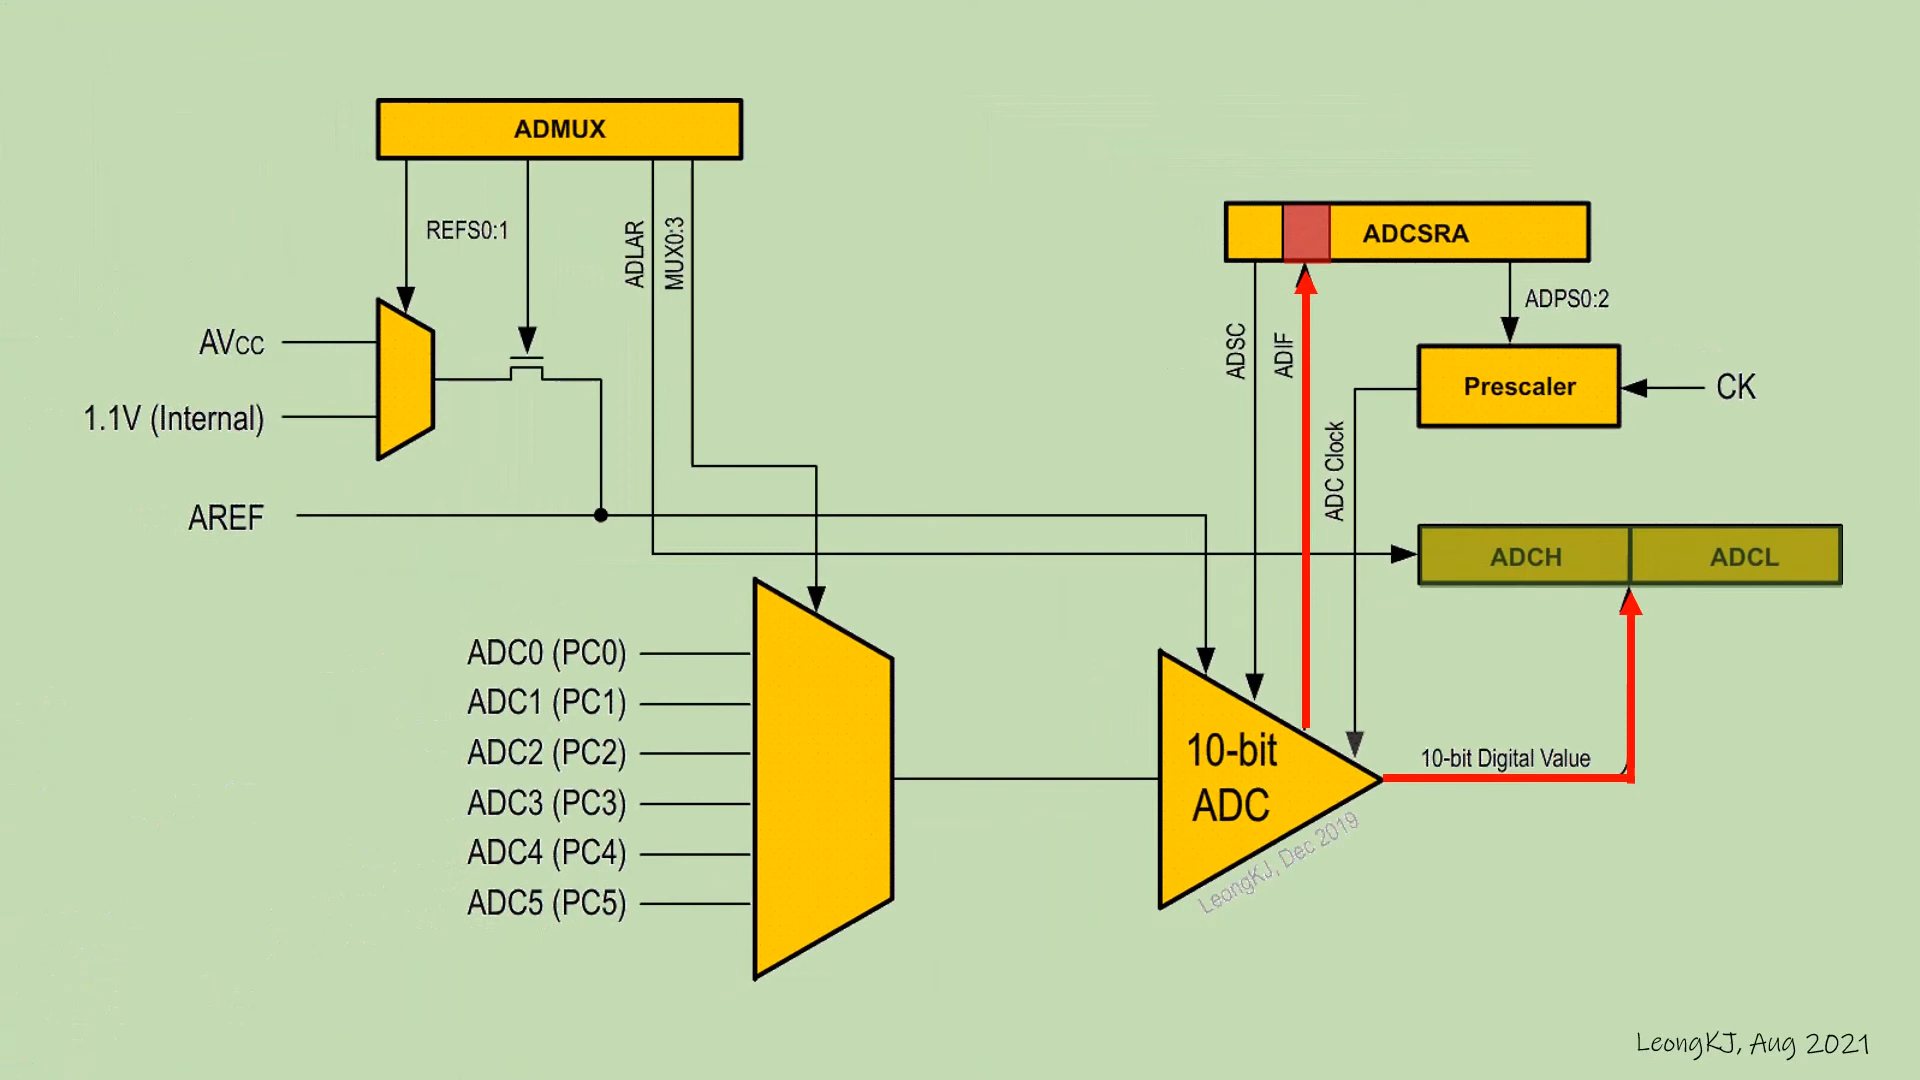 ADMUX
REFS0:1
ADLAR
MUX0:3
ADCSRA
ADPS0:2
ADSC
ADIF
AVCC
1.1V (Internal)
Prescaler
CK
ADC Clock
AREF
ADCH
ADCL
ADC0 (PC0)
ADC1 (PC1)
ADC2 (PC2)
ADC3 (PC3)
ADC4 (PC4)
ADC5 (PC5)
10-bit
ADC
10-bit Digital Value
LeongKJ, Dec 2019
LeongKJ, Aug 2021